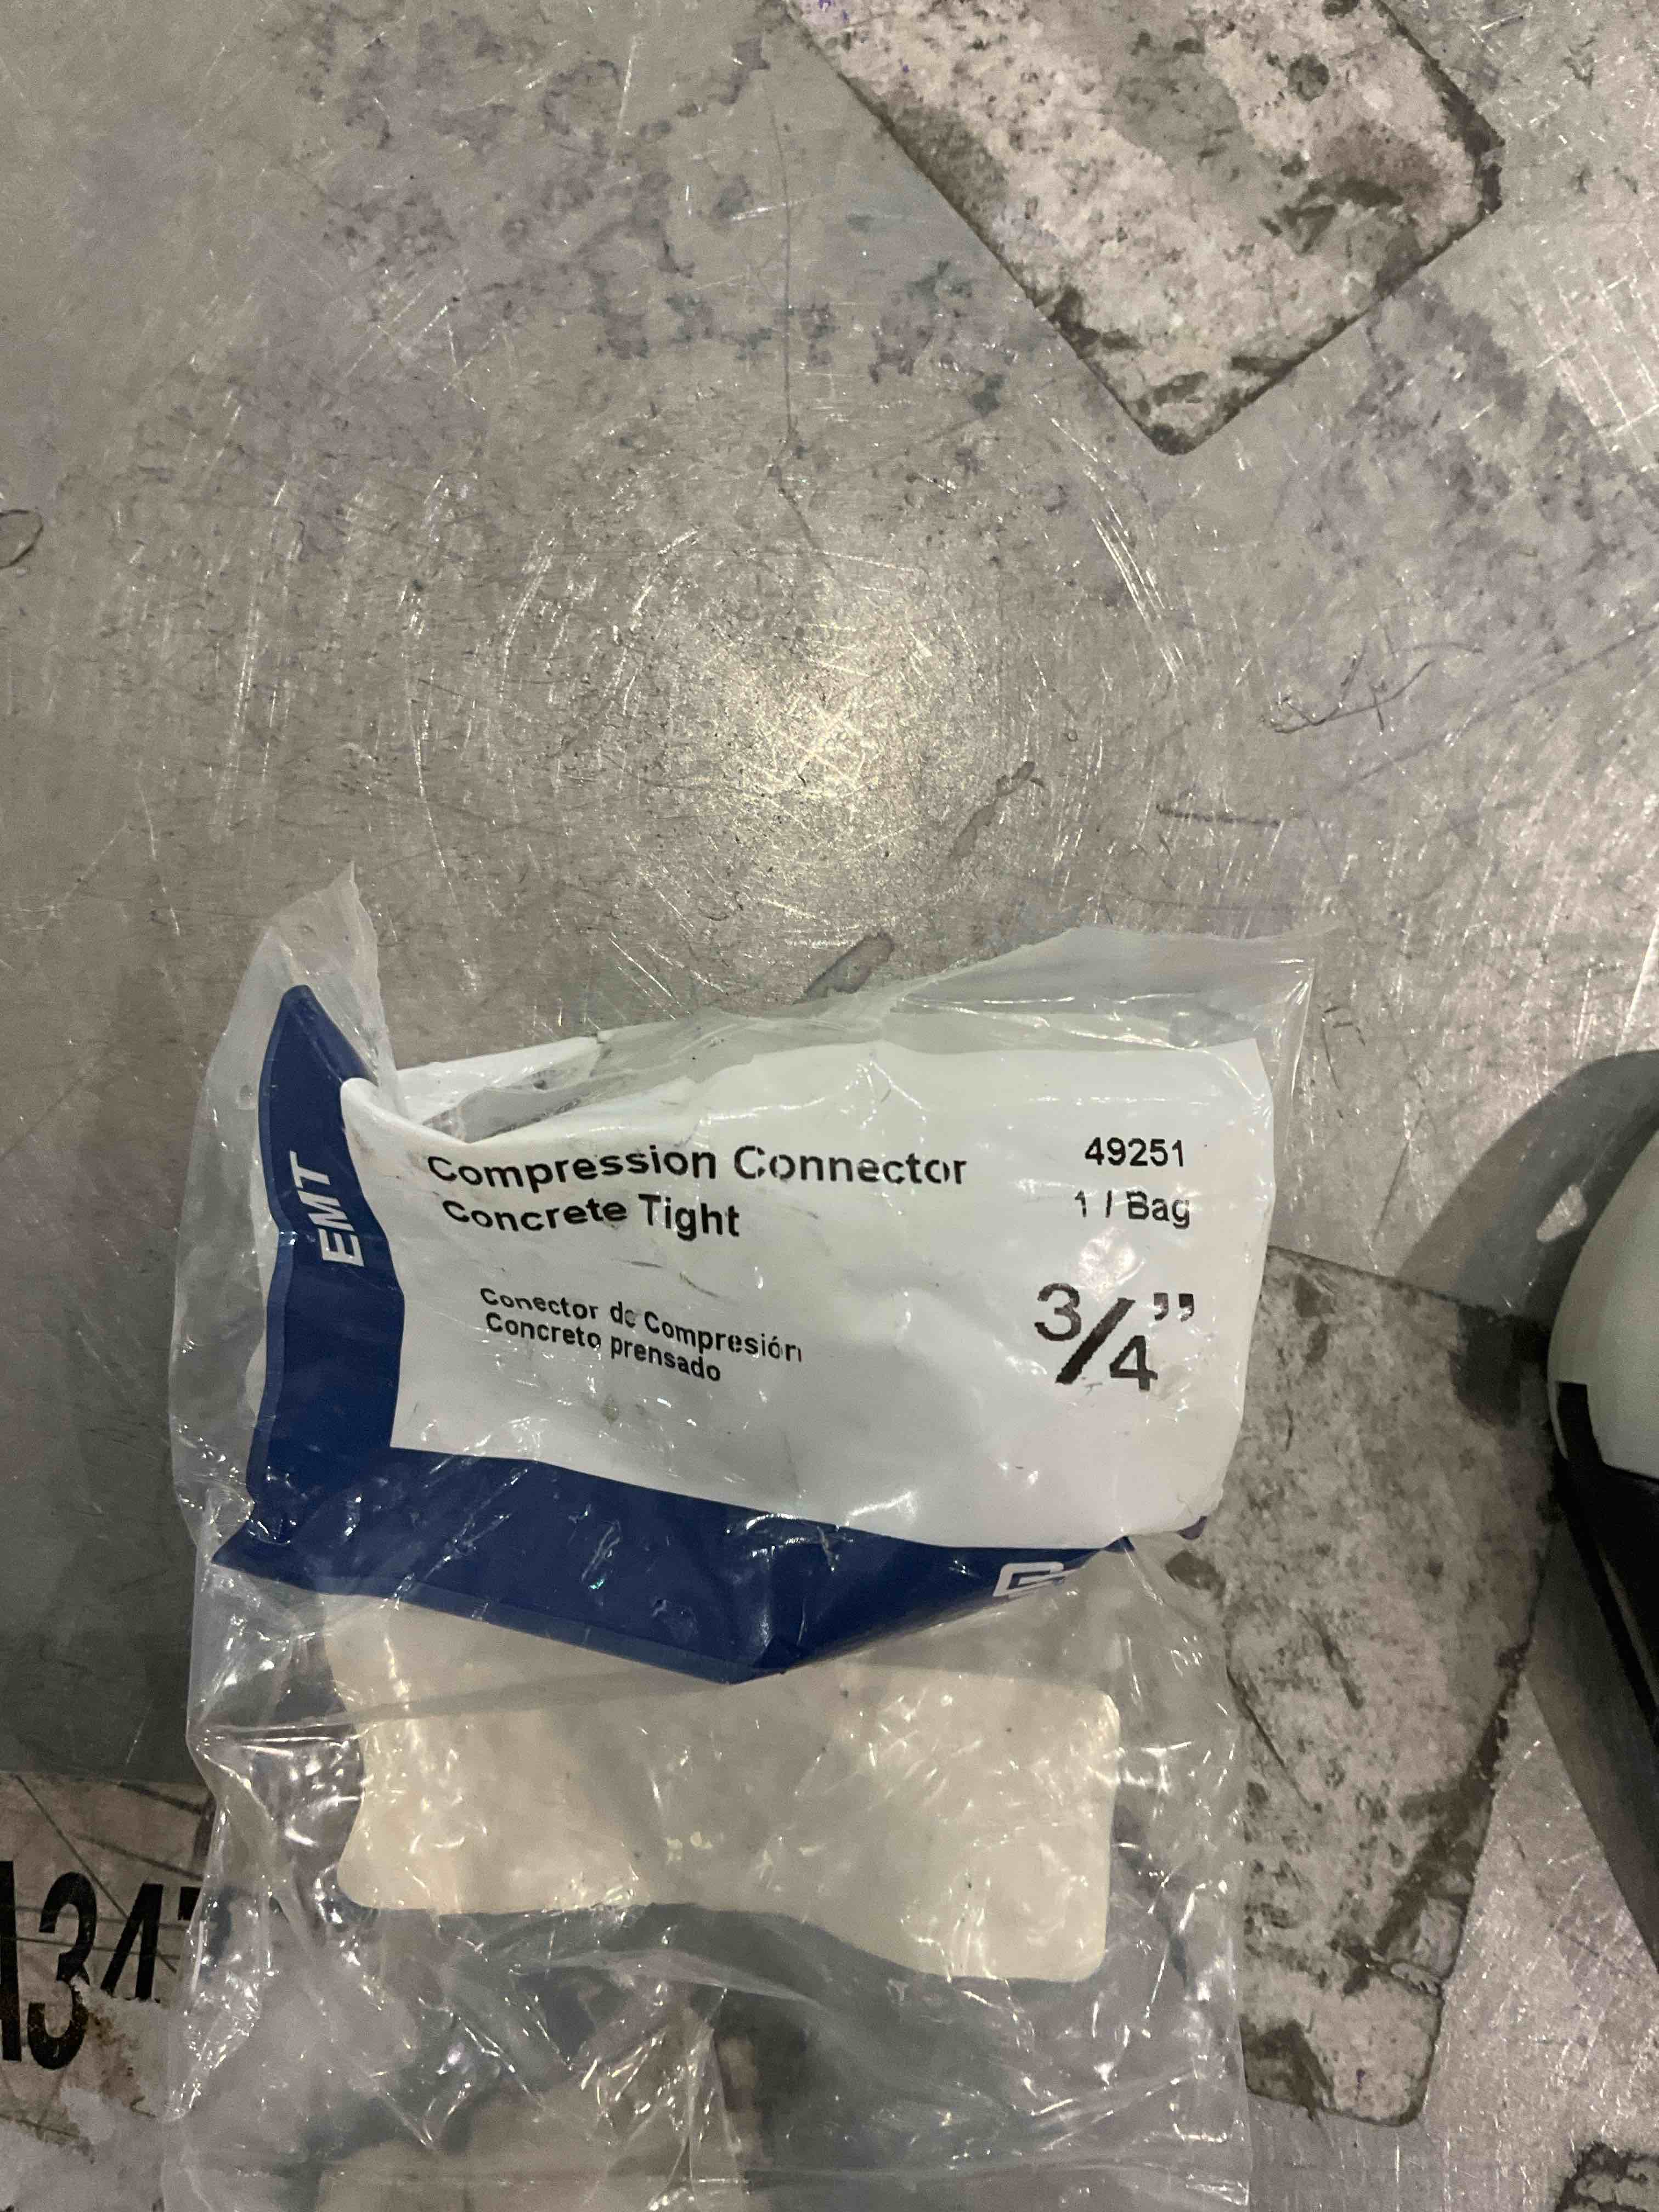 EMT
Compression Connector
Concrete Tight
49251
1 / Bag
Conector de Compresión
Concreto prensado
3/4”